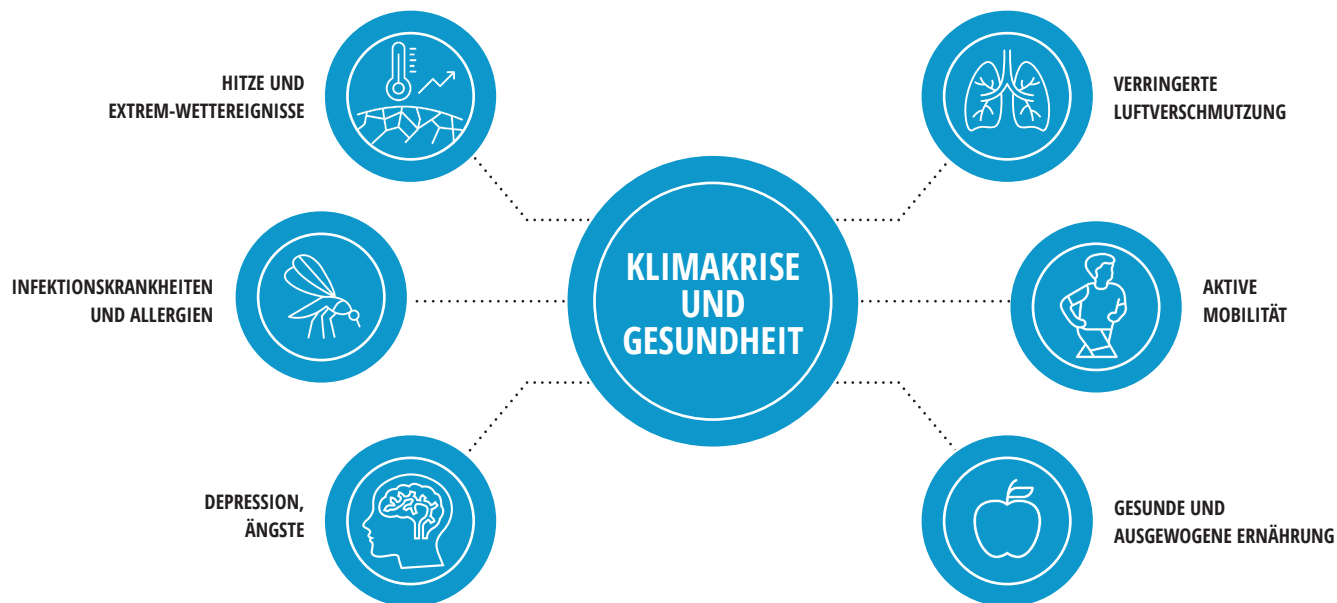 HITZE UND
EXTREM-WETTEREIGNISSE
INFEKTIONSKRANKHEITEN
UND ALLERGIEN
DEPRESSION,
ÄNGSTE
KLIMAKRISE
UND
GESUNDHEIT
VERRINGERTE
LUFTVERSCHMUTZUNG
AKTIVE
MOBILITÄT
GESUNDE UND
AUSGEWOGENE ERNÄHRUNG